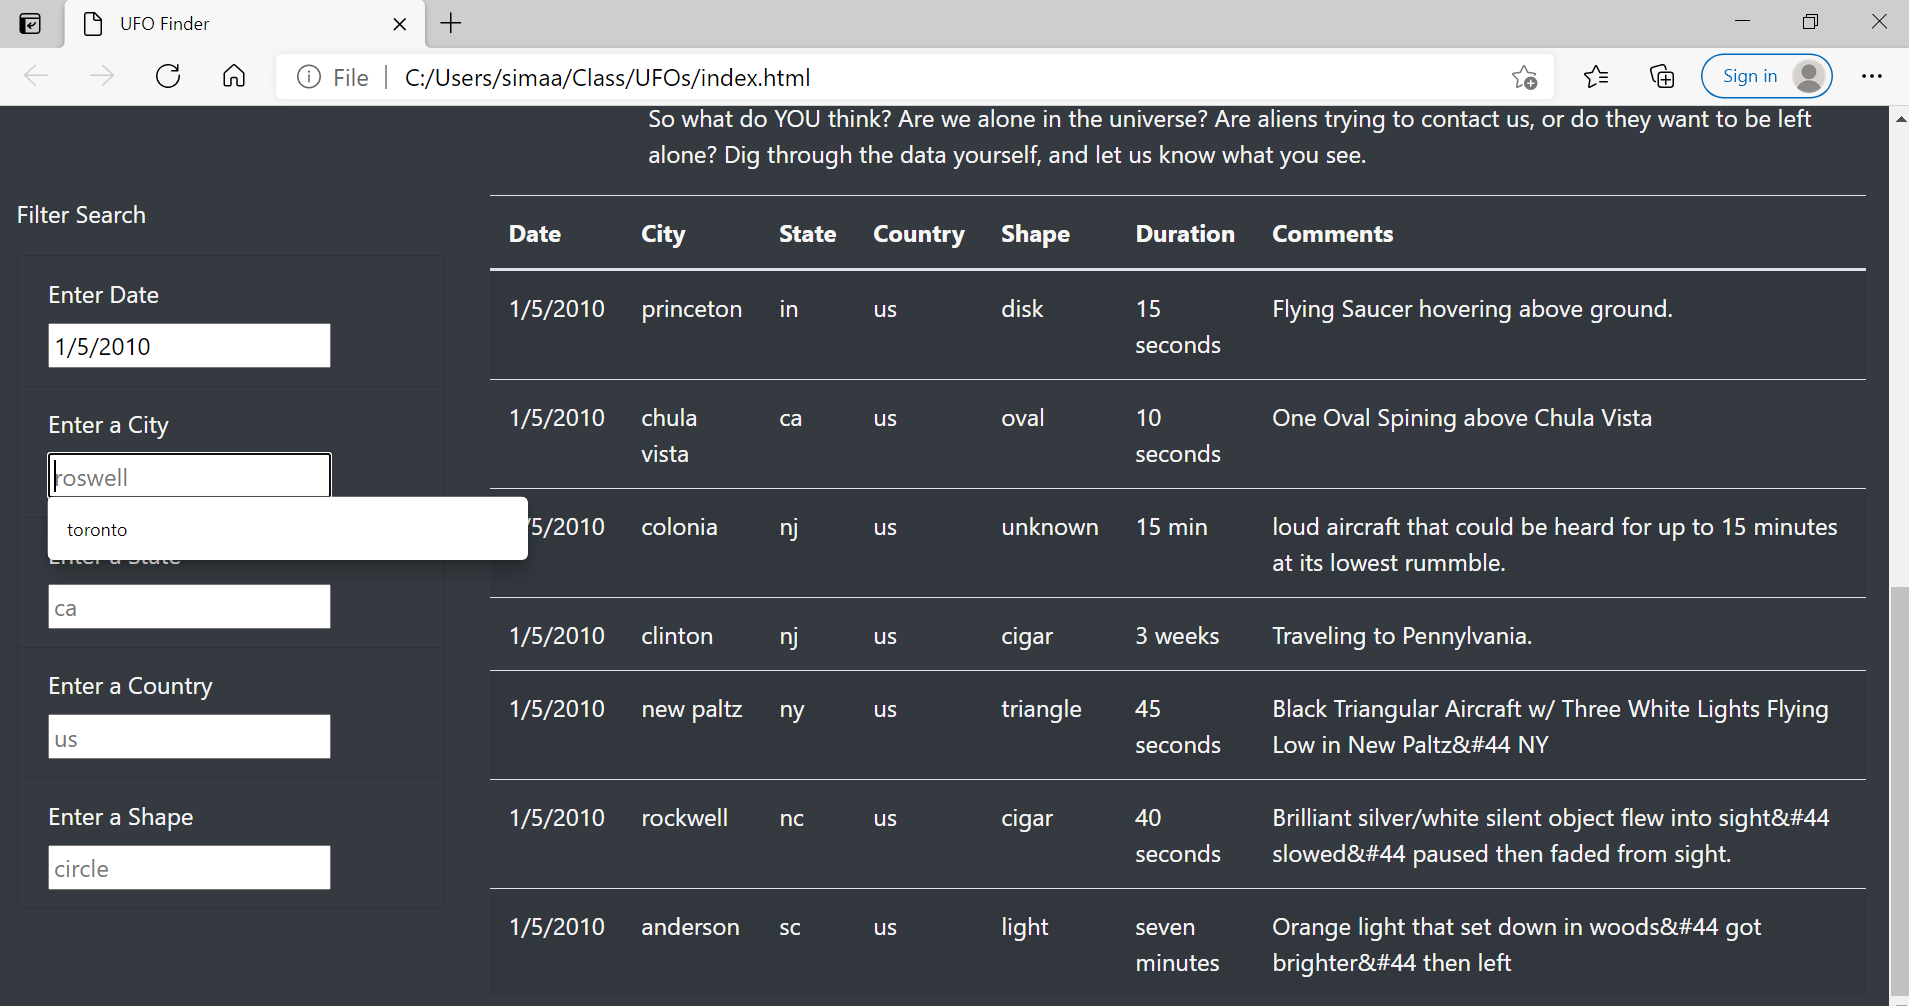 UFO Finder
File
C:/Users/simaa/Class/UFOs/index.html
Sign in
So what do YOU think? Are we alone in the universe? Are aliens trying to contact us, or do they want to be left
alone? Dig through the data yourself, and let us know what you see.
Filter Search
Enter Date
1/5/2010
Enter a City
roswell
toronto
Enter a State
ca
Enter a Country
us
Enter a Shape
circle
Date City State Country Shape Duration Comments
1/5/2010 princeton in us disk 15 Flying Saucer hovering above ground.
seconds
1/5/2010 chula ca us oval 10 One Oval Spining above Chula Vista
vista seconds
/5/2010 colonia nj us unknown 15 min loud aircraft that could be heard for up to 15 minutes
at its lowest rummble.
1/5/2010 clinton nj us cigar 3 weeks Traveling to Pennylvania.
1/5/2010 new paltz ny us triangle 45 Black Triangular Aircraft w/ Three White Lights Flying
seconds Low in New Paltz&#44 NY
1/5/2010 rockwell nc us cigar 40 Brilliant silver/white silent object flew into sight&#44
seconds slowed&#44 paused then faded from sight.
1/5/2010 anderson sc us light seven Orange light that set down in woods&#44 got
minutes brighter&#44 then left